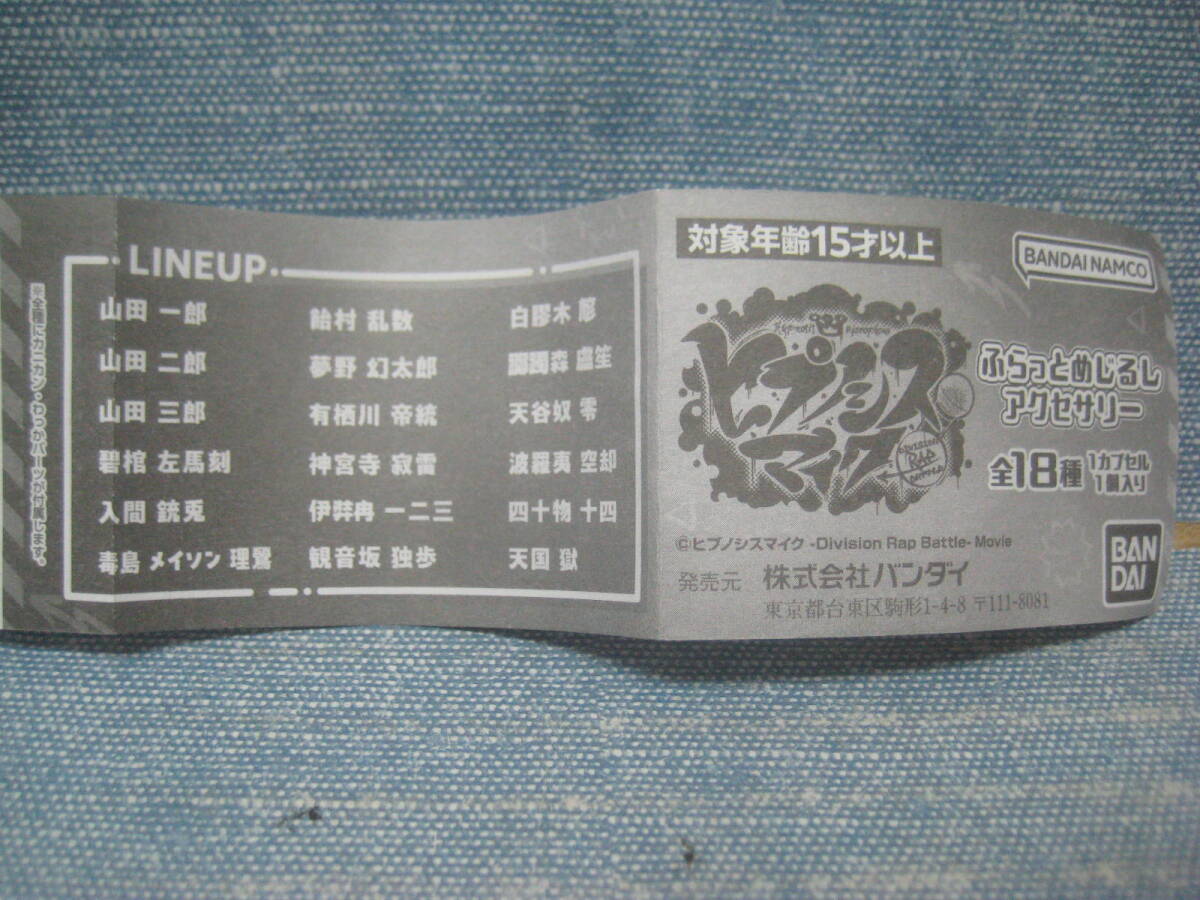 ※全種にカニカン・わっかパーツが付属します。
LINEUP
山田 一郎
山田 二郎
山田 三郎
碧棺 左馬刻
入間 銃兎
毒島 メイソン 理鶯
飴村 乱数
夢野 幻太郎
有栖川 帝統
神宮寺 寂雷
伊弉冉 一二三
観音坂 独歩
白膠木 簓
躑躅森 盧笙
天谷奴 零
波羅夷 空却
四十物 十四
天国 獄
対象年齢15才以上
BANDAI NAMCO
ヒプノシス
マイク
DIVISION
RAP
BATTLE
ふらっとめじるし
アクセサリー
全18種
1カプセル
1個入り
©ヒプノシスマイク -Division Rap Battle- Movie
発売元 株式会社バンダイ
東京都台東区駒形1-4-8 〒111-8081
BAN
DAI